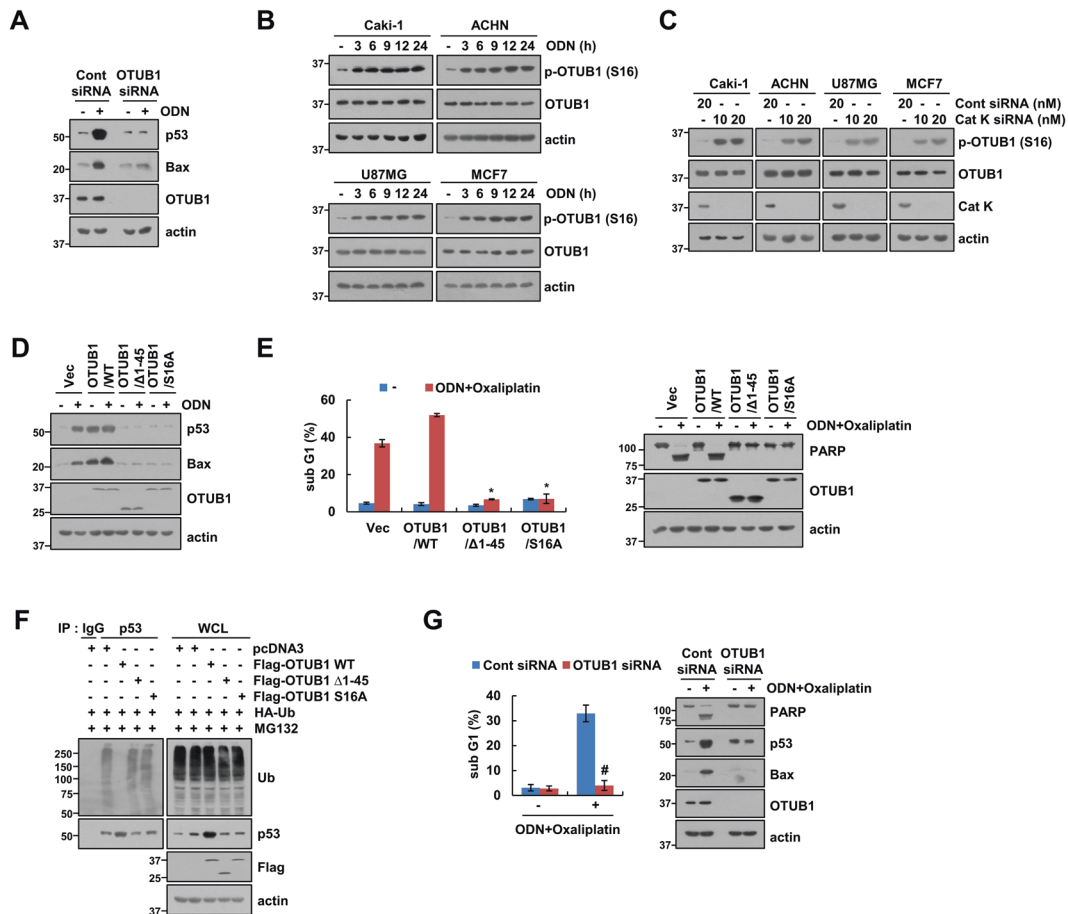 A
Cont OTUB1
siRNA siRNA
- + - + ODN
50 p53
20 Bax
37 OTUB1
37 actin
B
Caki-1 ACHN
- 3 6 9 12 24 - 3 6 9 12 24 ODN (h)
37 p-OTUB1 (S16)
37 OTUB1
37 actin
U87MG MCF7
- 3 6 9 12 24 - 3 6 9 12 24 ODN (h)
37 p-OTUB1 (S16)
37 OTUB1
37 actin
C
Caki-1 ACHN U87MG MCF7
20 - - 20 - - 20 - - 20 - - Cont siRNA (nM)
- 10 20 - 10 20 - 10 20 - 10 20 Cat K siRNA (nM)
37 p-OTUB1 (S16)
37 OTUB1
Cat K
37 actin
D
Vec OTUB1/WT OTUB1/Δ1-45 OTUB1/S16A
- + - + - + - + ODN
50 p53
20 Bax
37 OTUB1
25
37 actin
E
- ODN+Oxaliplatin
sub G1 (%)
60
40
20
0
* *
Vec OTUB1 OTUB1 OTUB1
/WT /Δ1-45 /S16A
Vec OTUB1/WT OTUB1/Δ1-45 OTUB1/S16A
- + - + - + - + ODN+Oxaliplatin
100 PARP
75
37 OTUB1
25
37 actin
F
IP : IgG p53 WCL
+ + - - - + + - - - pcDNA3
- - + - - - - + - - Flag-OTUB1 WT
- - - + - - - - + - Flag-OTUB1 Δ1-45
- - - - + - - - - + Flag-OTUB1 S16A
+ + + + + + + + + + HA-Ub
+ + + + + + + + + + MG132
250
150 Ub
100
75
50
50 p53
37 Flag
25
37 actin
G
Cont siRNA OTUB1 siRNA
sub G1 (%)
40
30
20
10
0
#
- +
ODN+Oxaliplatin
Cont OTUB1
siRNA siRNA
- + - + ODN+Oxaliplatin
100 PARP
75
50 p53
20 Bax
37 OTUB1
37 actin